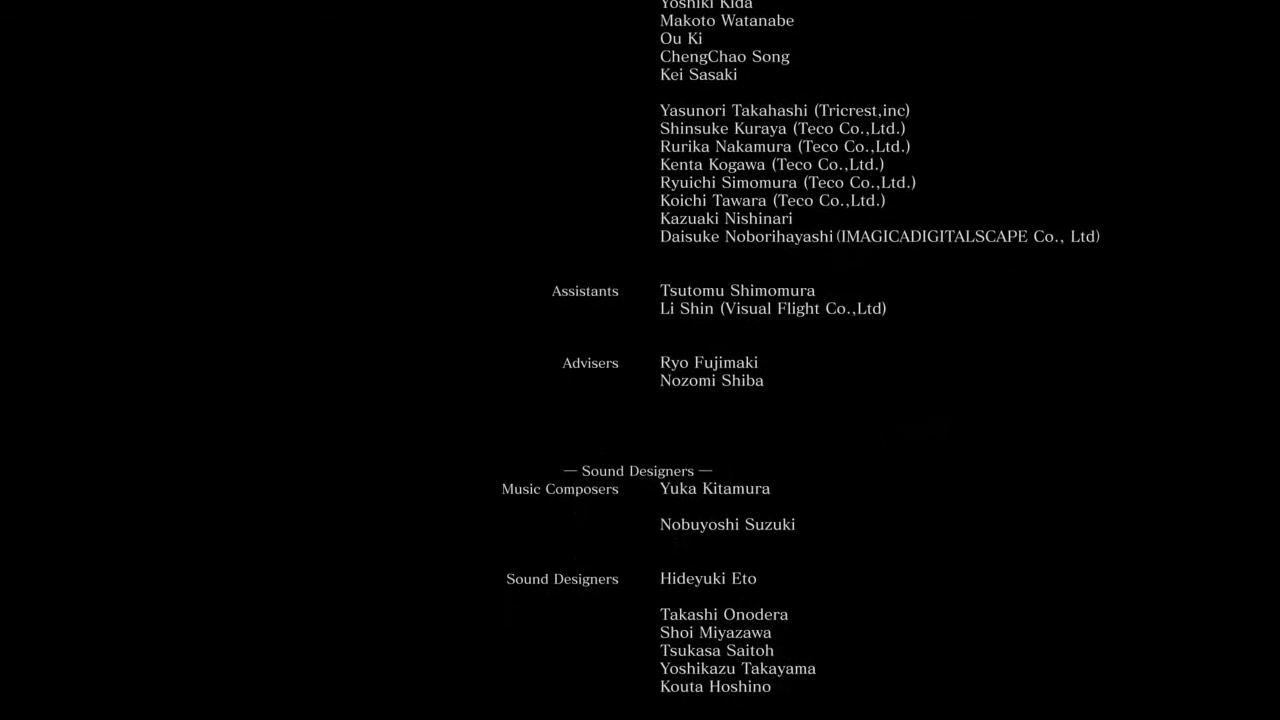 Yoshiki Kida
Makoto Watanabe
Ou Ki
ChengChao Song
Kei Sasaki
Yasunori Takahashi (Tricrest,inc)
Shinsuke Kuraya (Teco Co.,Ltd.)
Rurika Nakamura (Teco Co.,Ltd.)
Kenta Kogawa (Teco Co.,Ltd.)
Ryuichi Simomura (Teco Co.,Ltd.)
Koichi Tawara (Teco Co.,Ltd.)
Kazuaki Nishinari
Daisuke Noborihayashi(IMAGICADIGITALSCAPE Co., Ltd)
Assistants Tsutomu Shimomura
Li Shin (Visual Flight Co.,Ltd)
Advisers Ryo Fujimaki
Nozomi Shiba
— Sound Designers —
Music Composers Yuka Kitamura
Nobuyoshi Suzuki
Sound Designers Hideyuki Eto
Takashi Onodera
Shoi Miyazawa
Tsukasa Saitoh
Yoshikazu Takayama
Kouta Hoshino